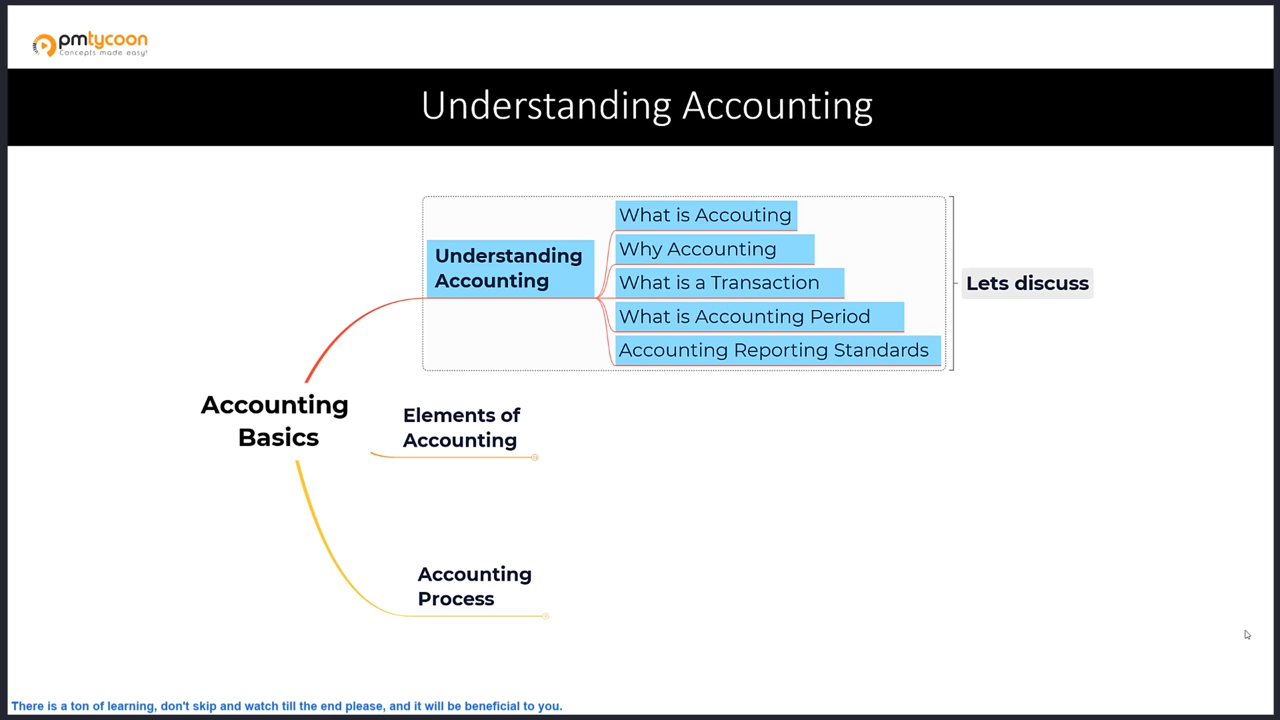 pmtycoon
Concepts made easy!
Understanding Accounting
What is Accouting
Why Accounting
Understanding
Accounting
What is a Transaction
Lets discuss
What is Accounting Period
Accounting Reporting Standards
Accounting
Basics
Elements of
Accounting
Accounting
Process
There is a ton of learning, don't skip and watch till the end please, and it will be beneficial to you.